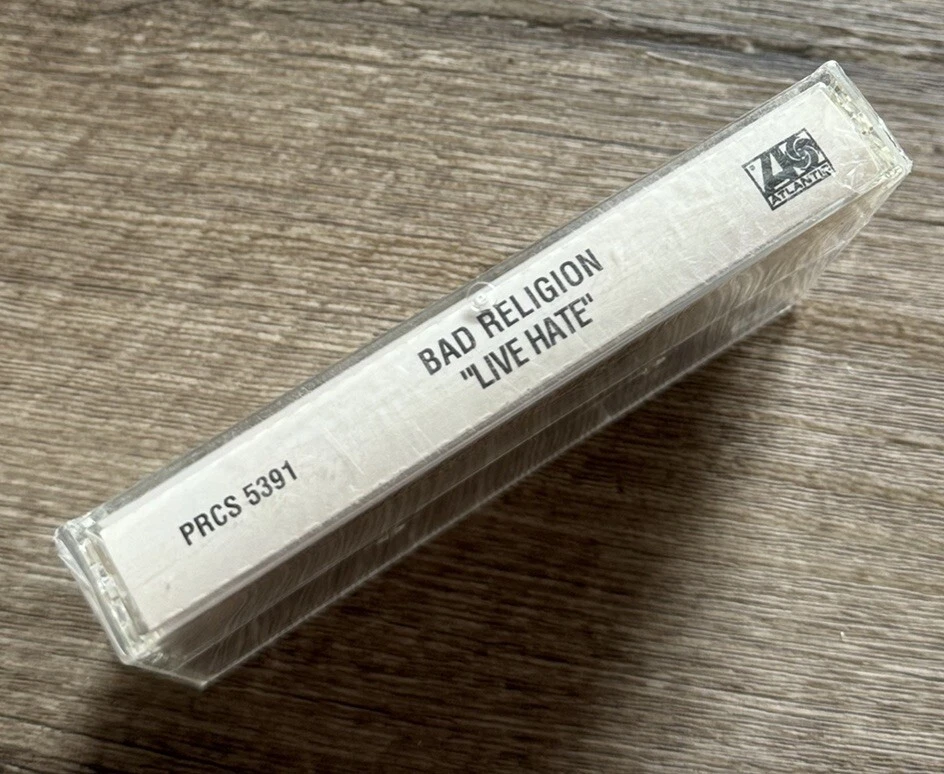 PRCS 5391
BAD RELIGION
"LIVE HATE"
ATLANTIC